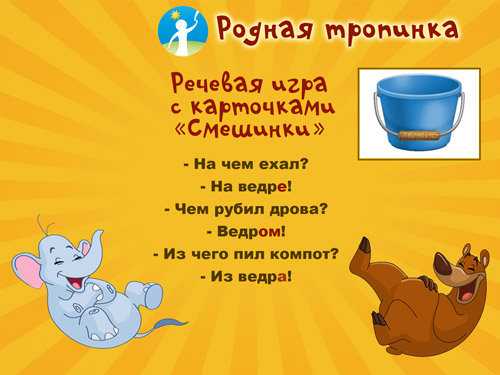 Родная тропинка
Речевая игра
с карточками
«Смешинки»
- На чем ехал?
- На ведре!
- Чем рубил дрова?
- Ведром!
- Из чего пил компот?
- Из ведра!